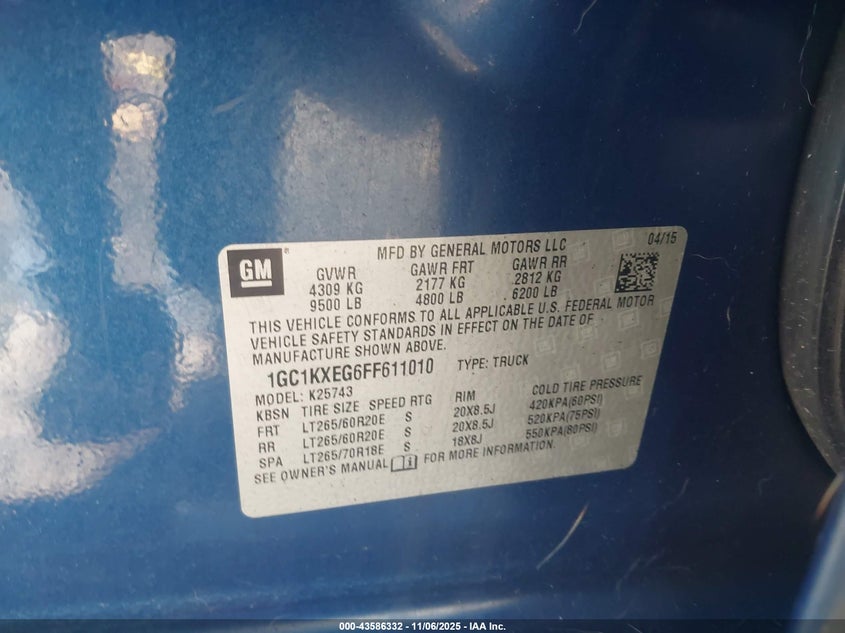 GM
MFD BY GENERAL MOTORS LLC 04/15
GVWR GAWR FRT GAWR RR
4309 KG 2177 KG 2812 KG
9500 LB 4800 LB 6200 LB
THIS VEHICLE CONFORMS TO ALL APPLICABLE U.S. FEDERAL MOTOR
VEHICLE SAFETY STANDARDS IN EFFECT ON THE DATE OF
MANUFACTURE SHOWN ABOVE.
1GC1KXEG6FF611010 TYPE: TRUCK
MODEL: K25743
KBSN TIRE SIZE SPEED RTG RIM COLD TIRE PRESSURE
FRT LT265/60R20E S 20X8.5J 420KPA(60PSI)
RR LT265/60R20E S 20X8.5J 520KPA(75PSI)
SPA LT265/70R18E S 18X8J 550KPA(80PSI)
SEE OWNER'S MANUAL FOR MORE INFORMATION.
000-43586332 - 11/06/2025 - IAA Inc.